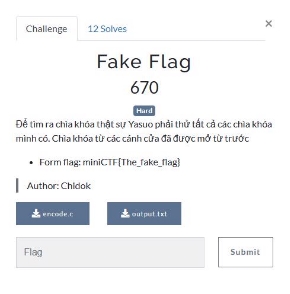 Challenge
12 Solves
×
Fake Flag
670
Hard
Để tìm ra chìa khóa thật sự Yasuo phải thử tất cả các chìa khóa
mình có. Chìa khóa từ các cánh cửa đã được mở từ trước
• Form flag: miniCTF{The_fake_flag}
Author: Chidok
encode.c
output.txt
Flag
Submit